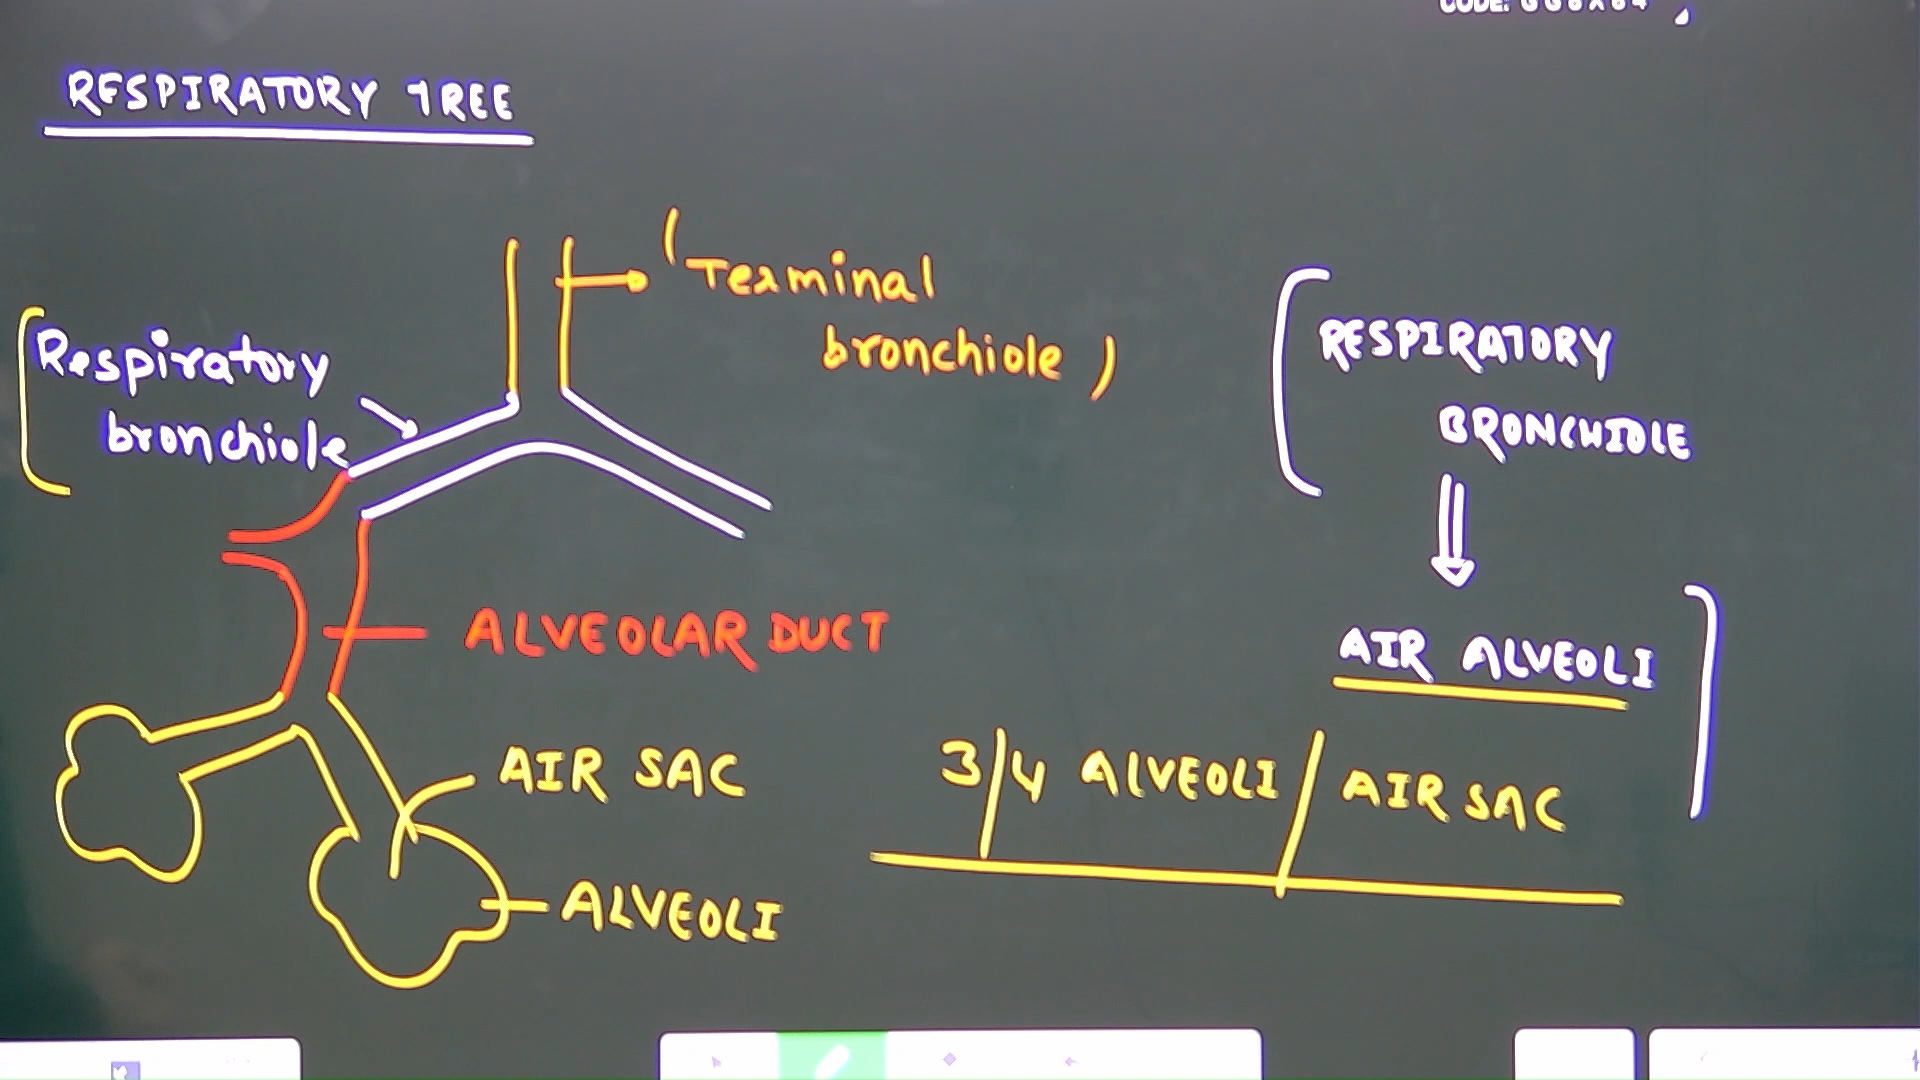 RESPIRATORY TREE
(Terminal
bronchiole)
Respiratory
bronchiole
RESPIRATORY
BRONCHIOLE
ALVEOLAR DUCT
AIR ALVEOLI
AIR SAC
3/4 ALVEOLI / AIR SAC
ALVEOLI